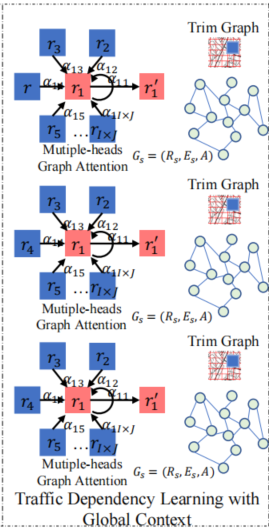 Trim Graph
r3 r2
α13 α12
r α1 r1 α11 r1′
α15 α1I×J
r5 ... rI×J
Mutiple-heads
Graph Attention
Gs = (Rs, Es, A)
Trim Graph
r3 r2
α13 α12
r4 α1 r1 α11 r1′
α15 α1I×J
r5 ... rI×J
Mutiple-heads
Graph Attention
Gs = (Rs, Es, A)
Trim Graph
r3 r2
α13 α12
r4 α1 r1 α11 r1′
α15 α1I×J
r5 ... rI×J
Mutiple-heads
Graph Attention
Gs = (Rs, Es, A)
Traffic Dependency Learning with
Global Context